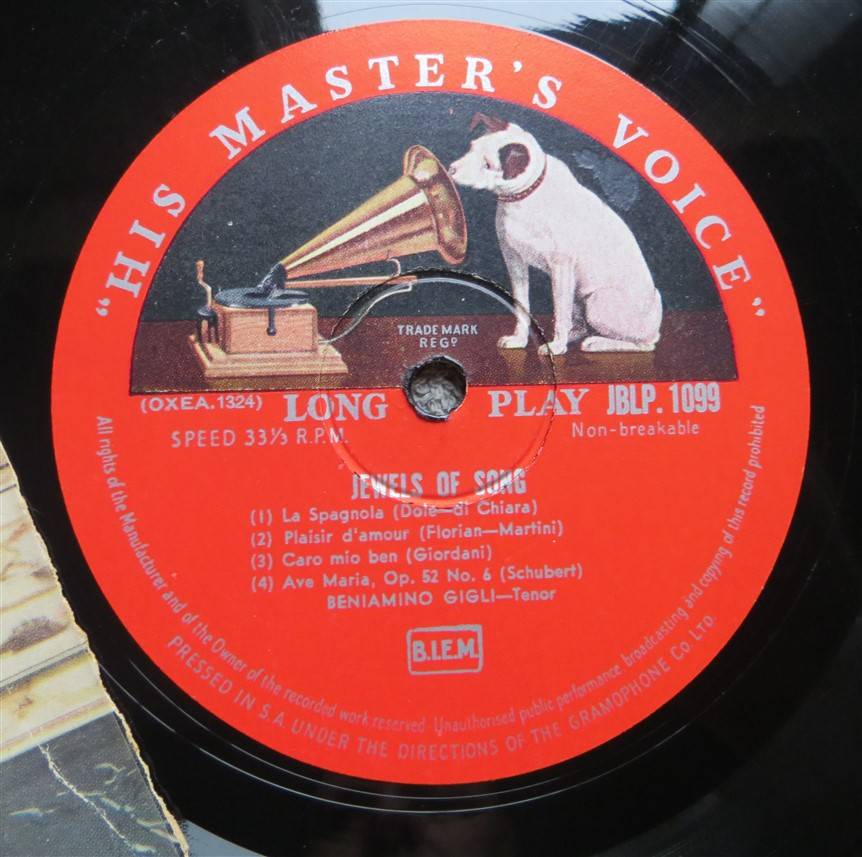 "HIS MASTER'S VOICE"
TRADE MARK
REGD
(OXEA.1324) LONG PLAY JBLP. 1099
SPEED 33⅓ R.P.M. Non-breakable
JEWELS OF SONG
(1) La Spagnola (Dole—di Chiara)
(2) Plaisir d'amour (Florian—Martini)
(3) Caro mio ben (Giordani)
(4) Ave Maria, Op. 52 No. 6 (Schubert)
BENIAMINO GIGLI—Tenor
B.I.E.M.
All rights of the Manufacturer and of the Owner of the recorded work reserved. Unauthorised public performance, broadcasting and copying of this record prohibited
PRESSED IN S.A UNDER THE DIRECTIONS OF THE GRAMOPHONE CO. LTD.